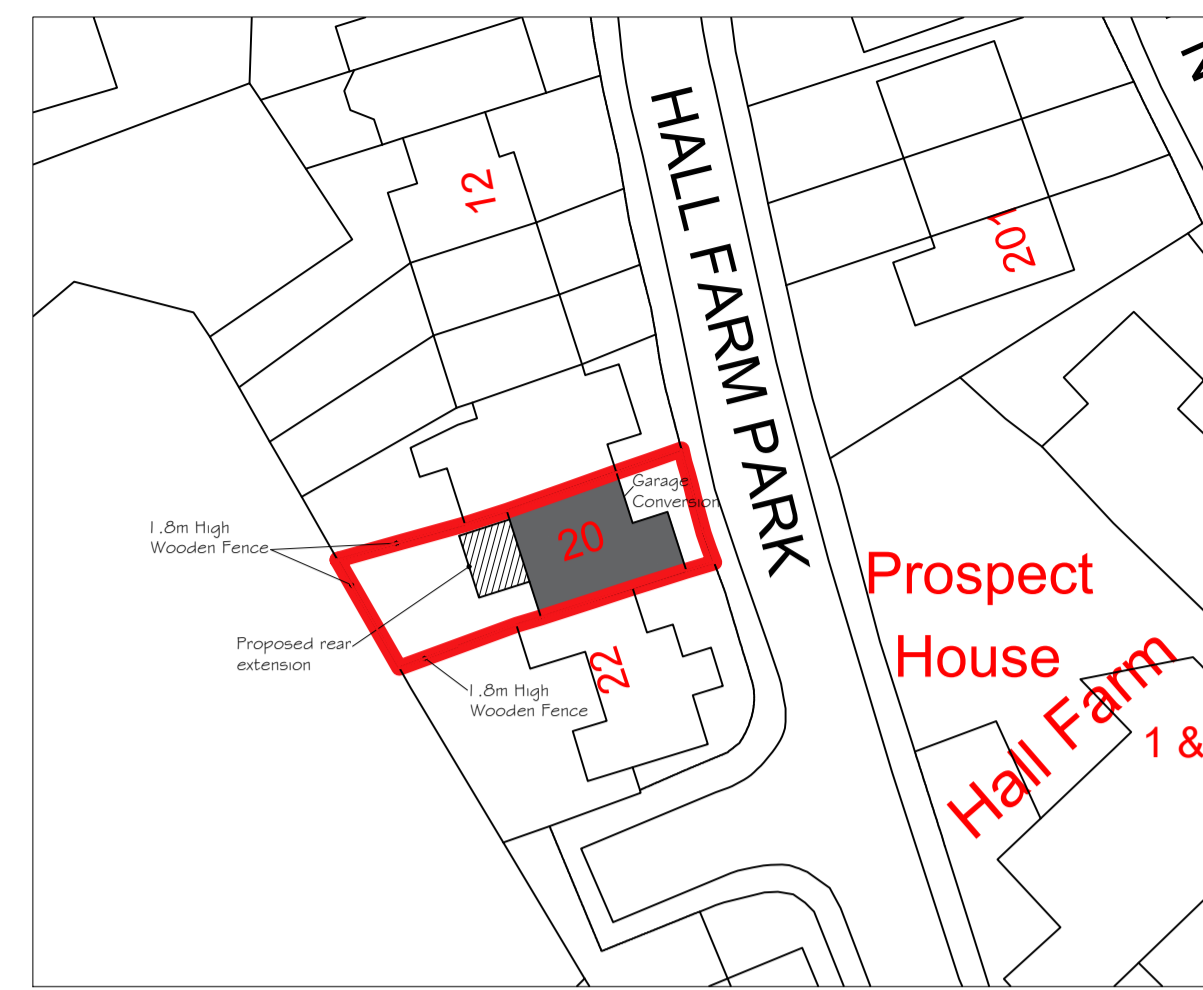 HALL FARM PARK
12
201
Garage
Conversion
1.8m High
Wooden Fence
20
Proposed rear
extension
22
1.8m High
Wooden Fence
Prospect
House
Hall Farm
1 &